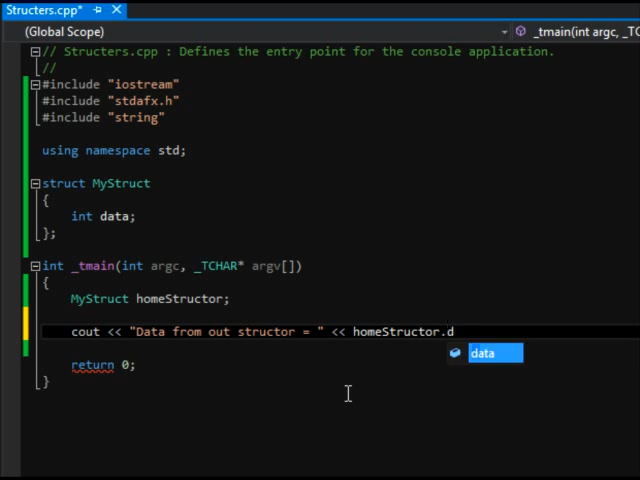 Structers.cpp*
(Global Scope) _tmain(int argc, _TC
// Structers.cpp : Defines the entry point for the console application.
//
#include "iostream"
#include "stdafx.h"
#include "string"
using namespace std;
struct MyStruct
{
int data;
};
int _tmain(int argc, _TCHAR* argv[])
{
MyStruct homeStructor;
cout << "Data from out structor = " << homeStructor.d
data
return 0;
}